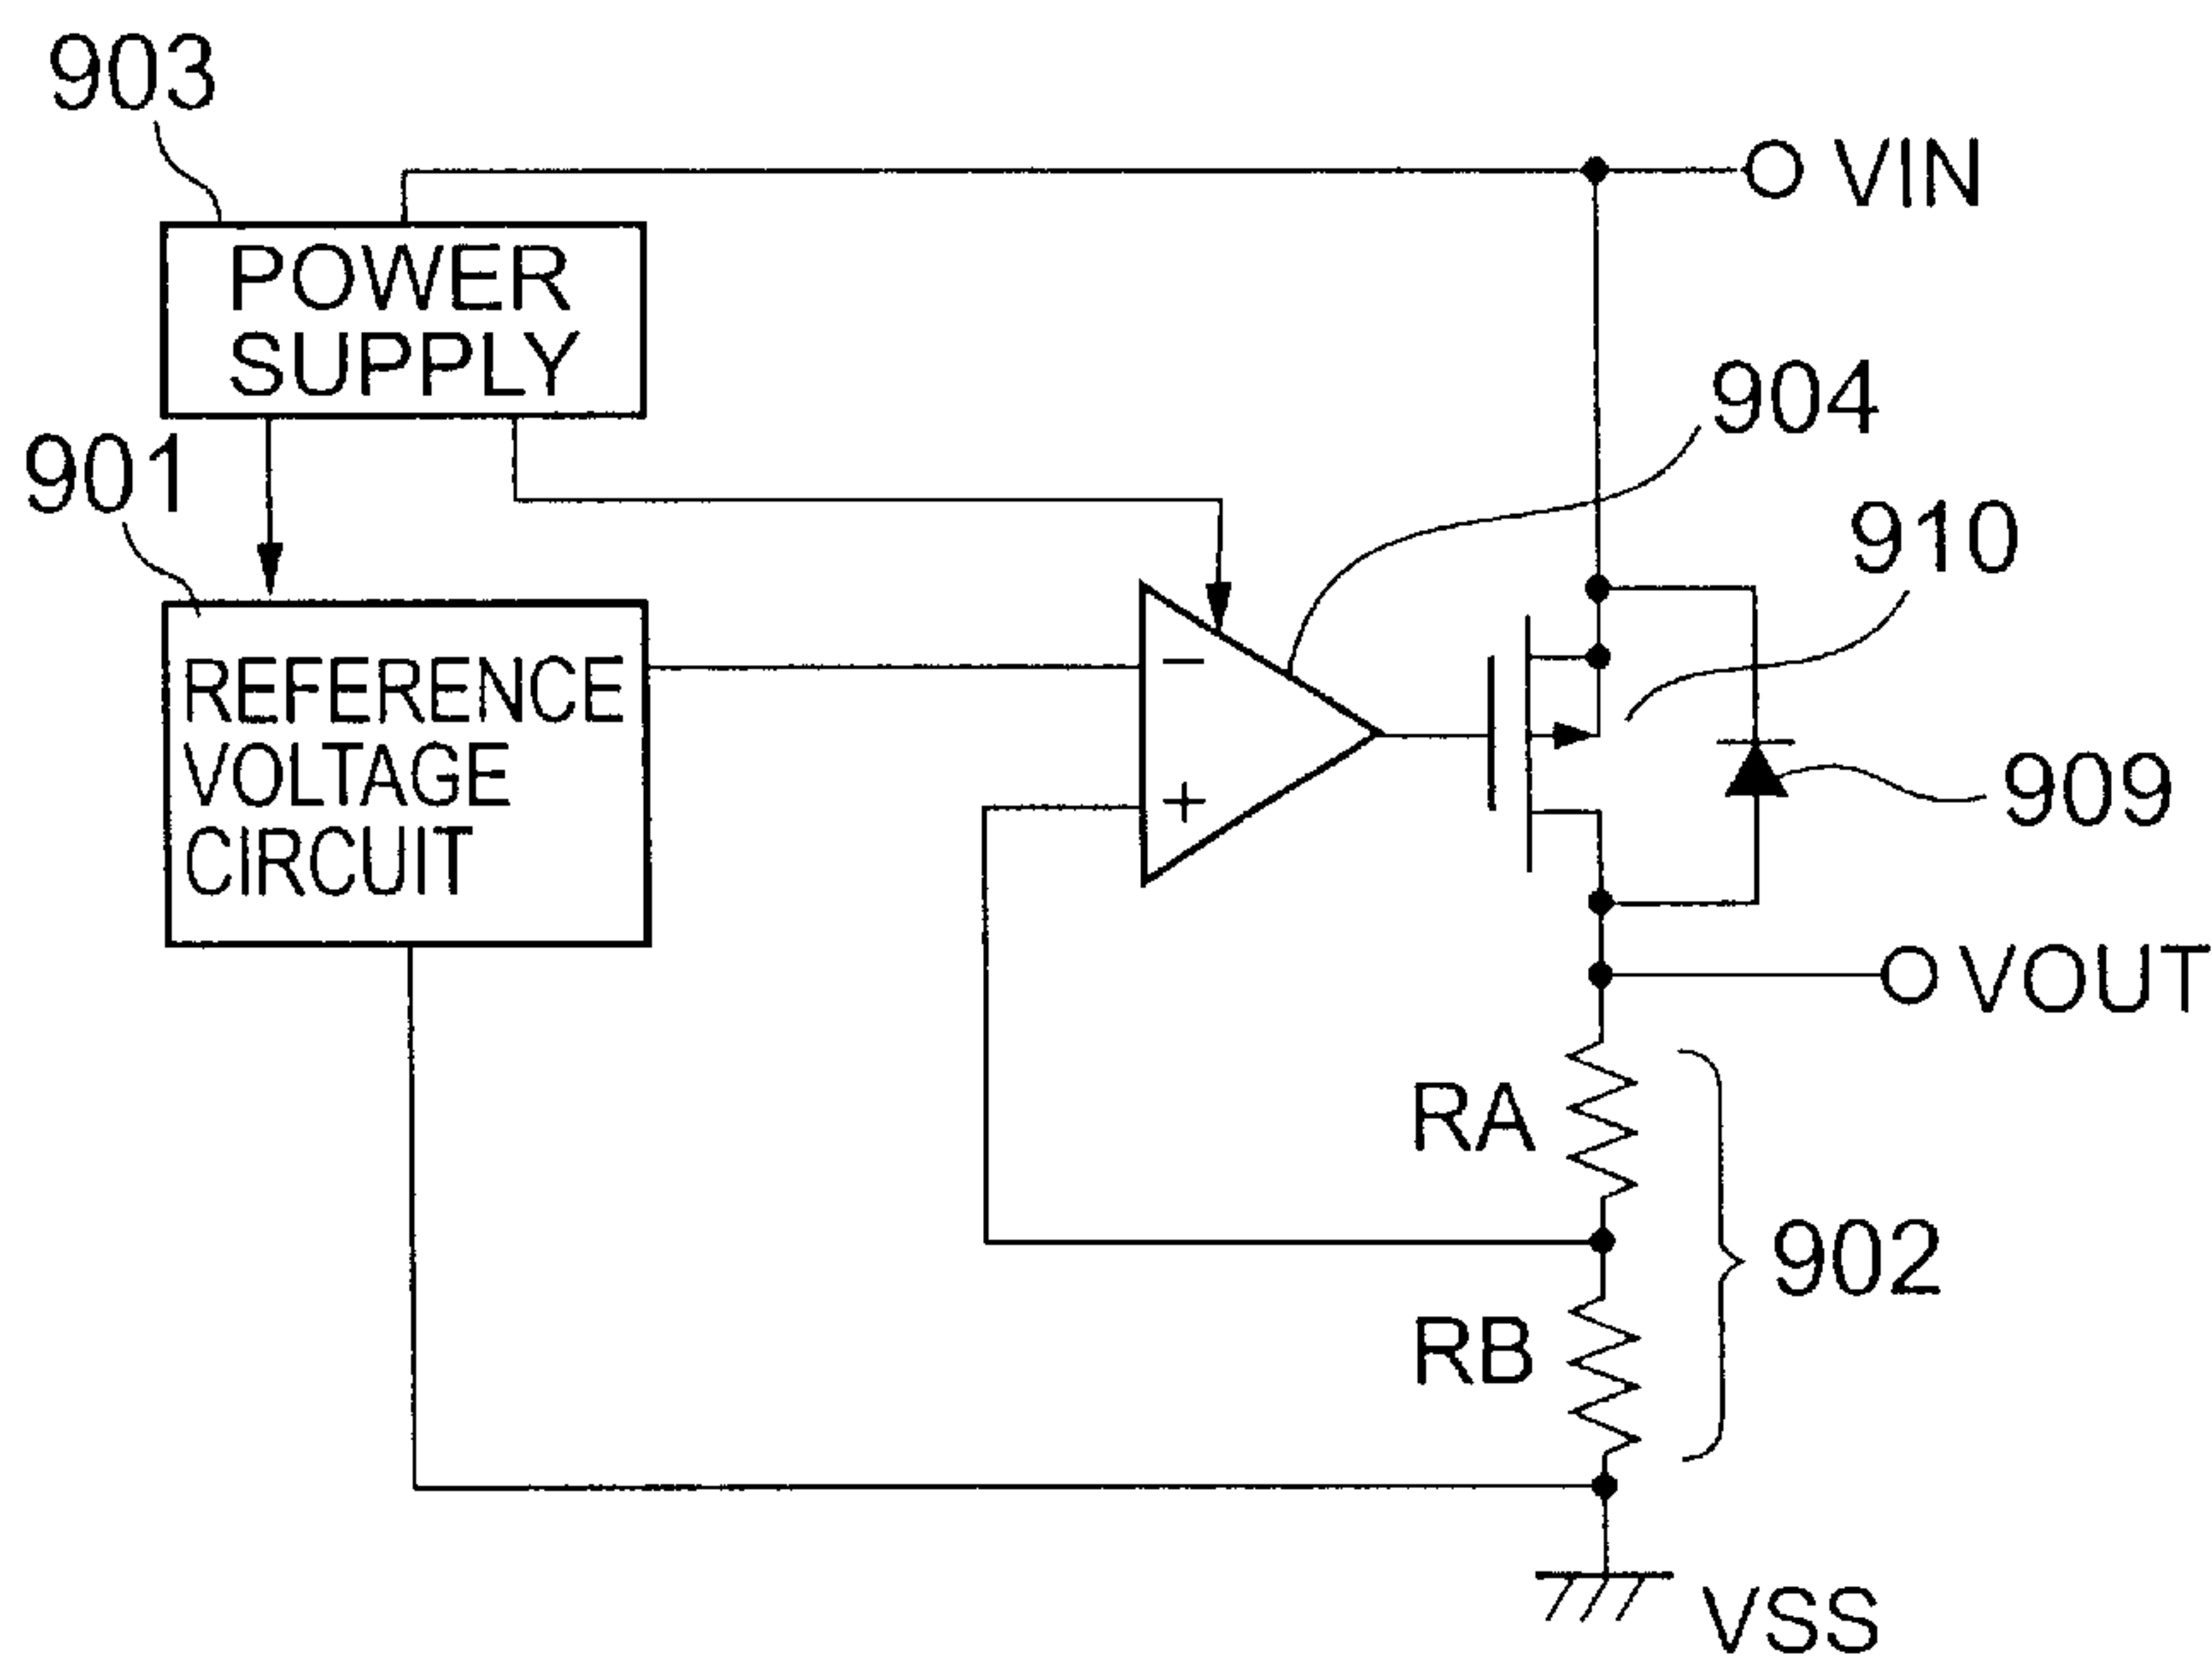 903
VIN
POWER
SUPPLY
904
901
910
REFERENCE
VOLTAGE
CIRCUIT
−
+
909
VOUT
RA
902
RB
VSS